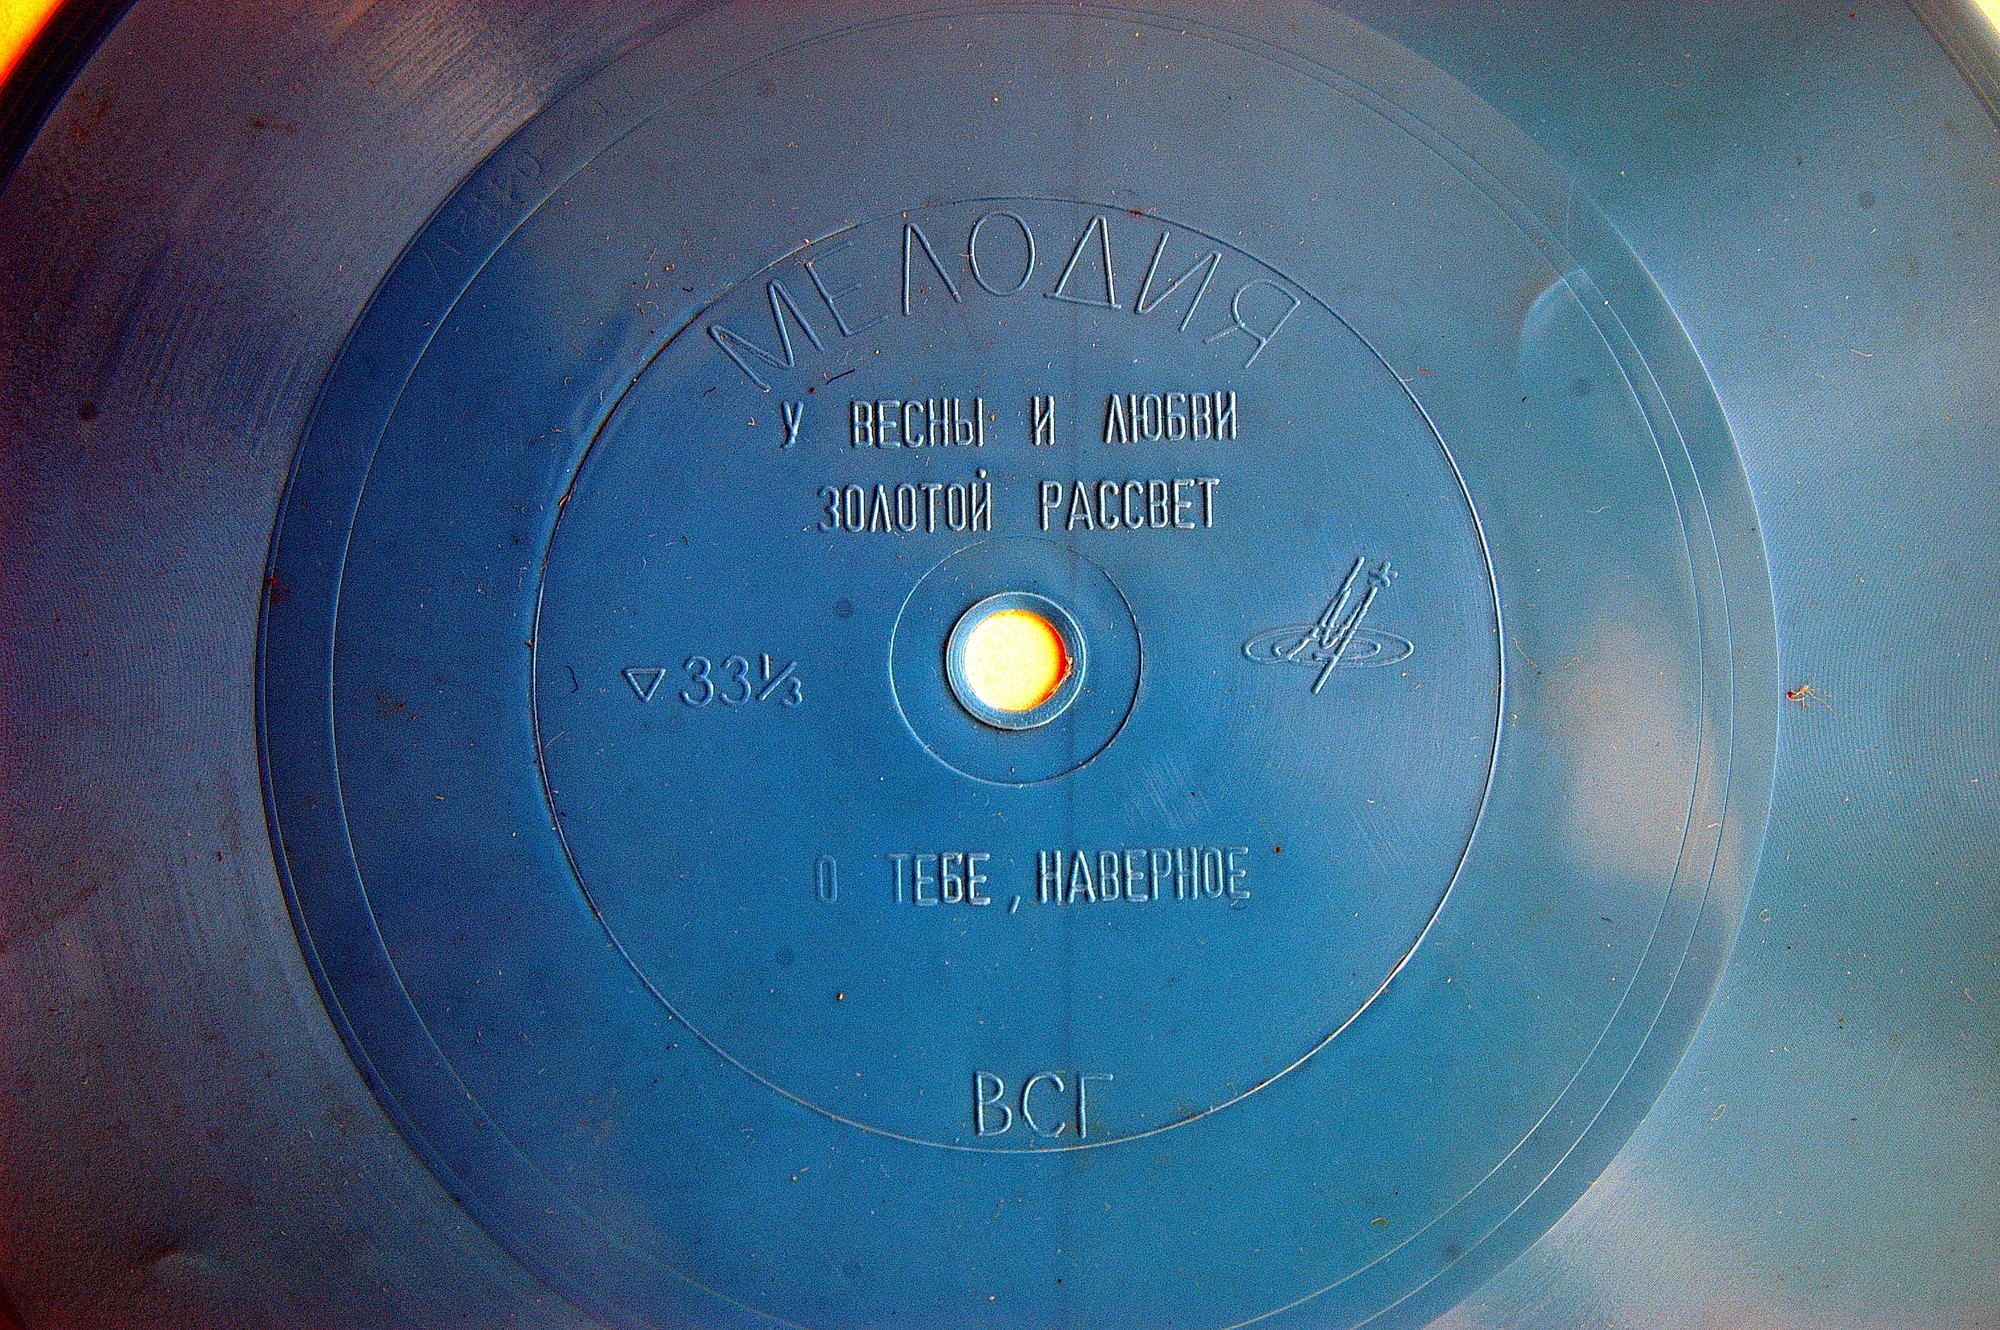 МЕЛОДИЯ
У ВЕСНЫ И ЛЮБВИ
ЗОЛОТОЙ РАССВЕТ
▽ 33⅓
О ТЕБЕ, НАВЕРНОЕ
ВСГ